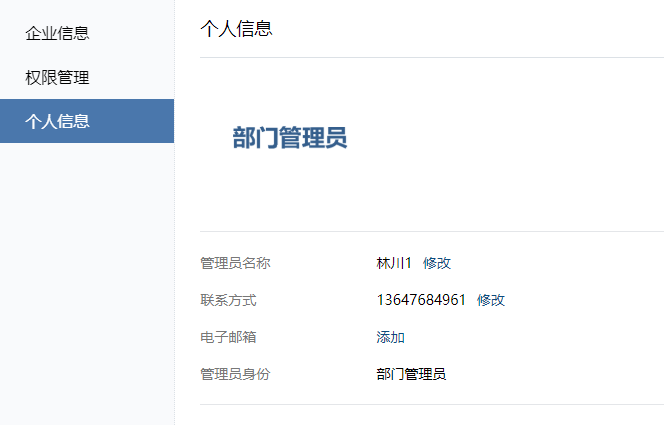 企业信息
权限管理
个人信息
个人信息
部门管理员
管理员名称 林川1 修改
联系方式 13647684961 修改
电子邮箱 添加
管理员身份 部门管理员